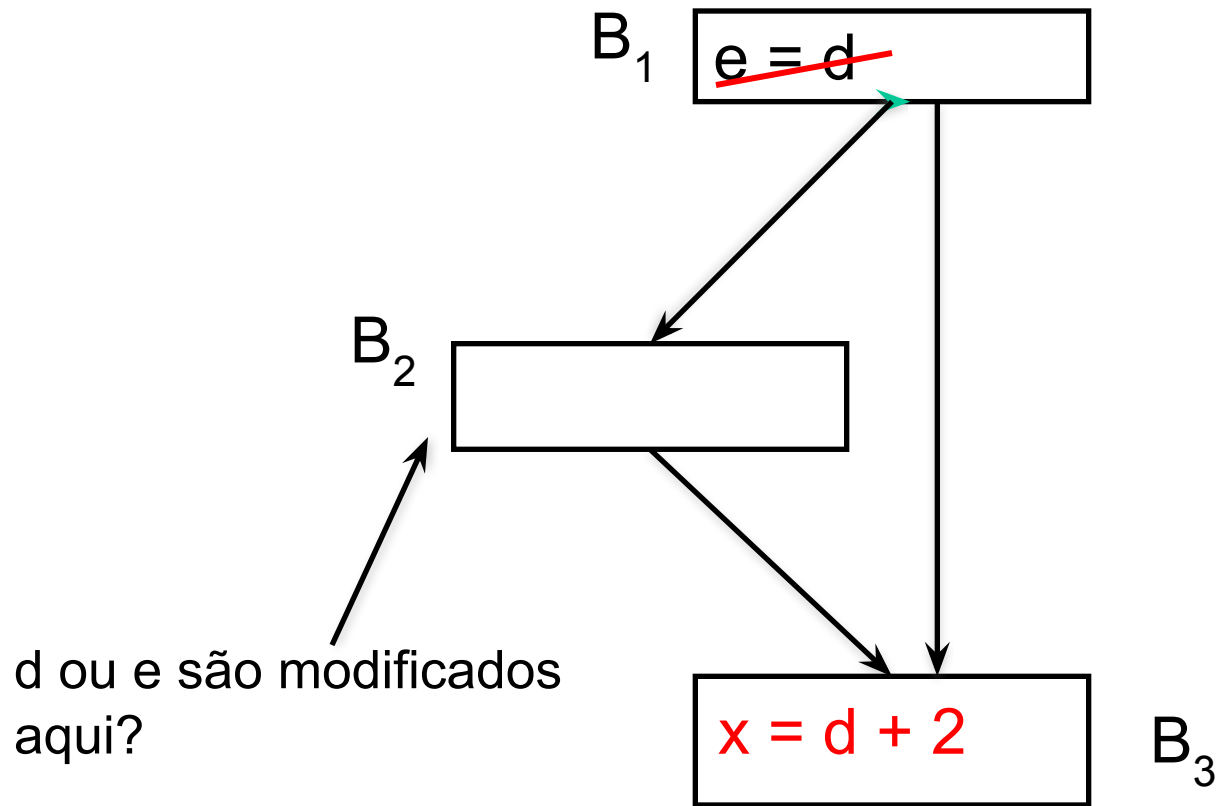 B1
e = d
B2
d ou e são modificados
aqui?
x = d + 2
B3